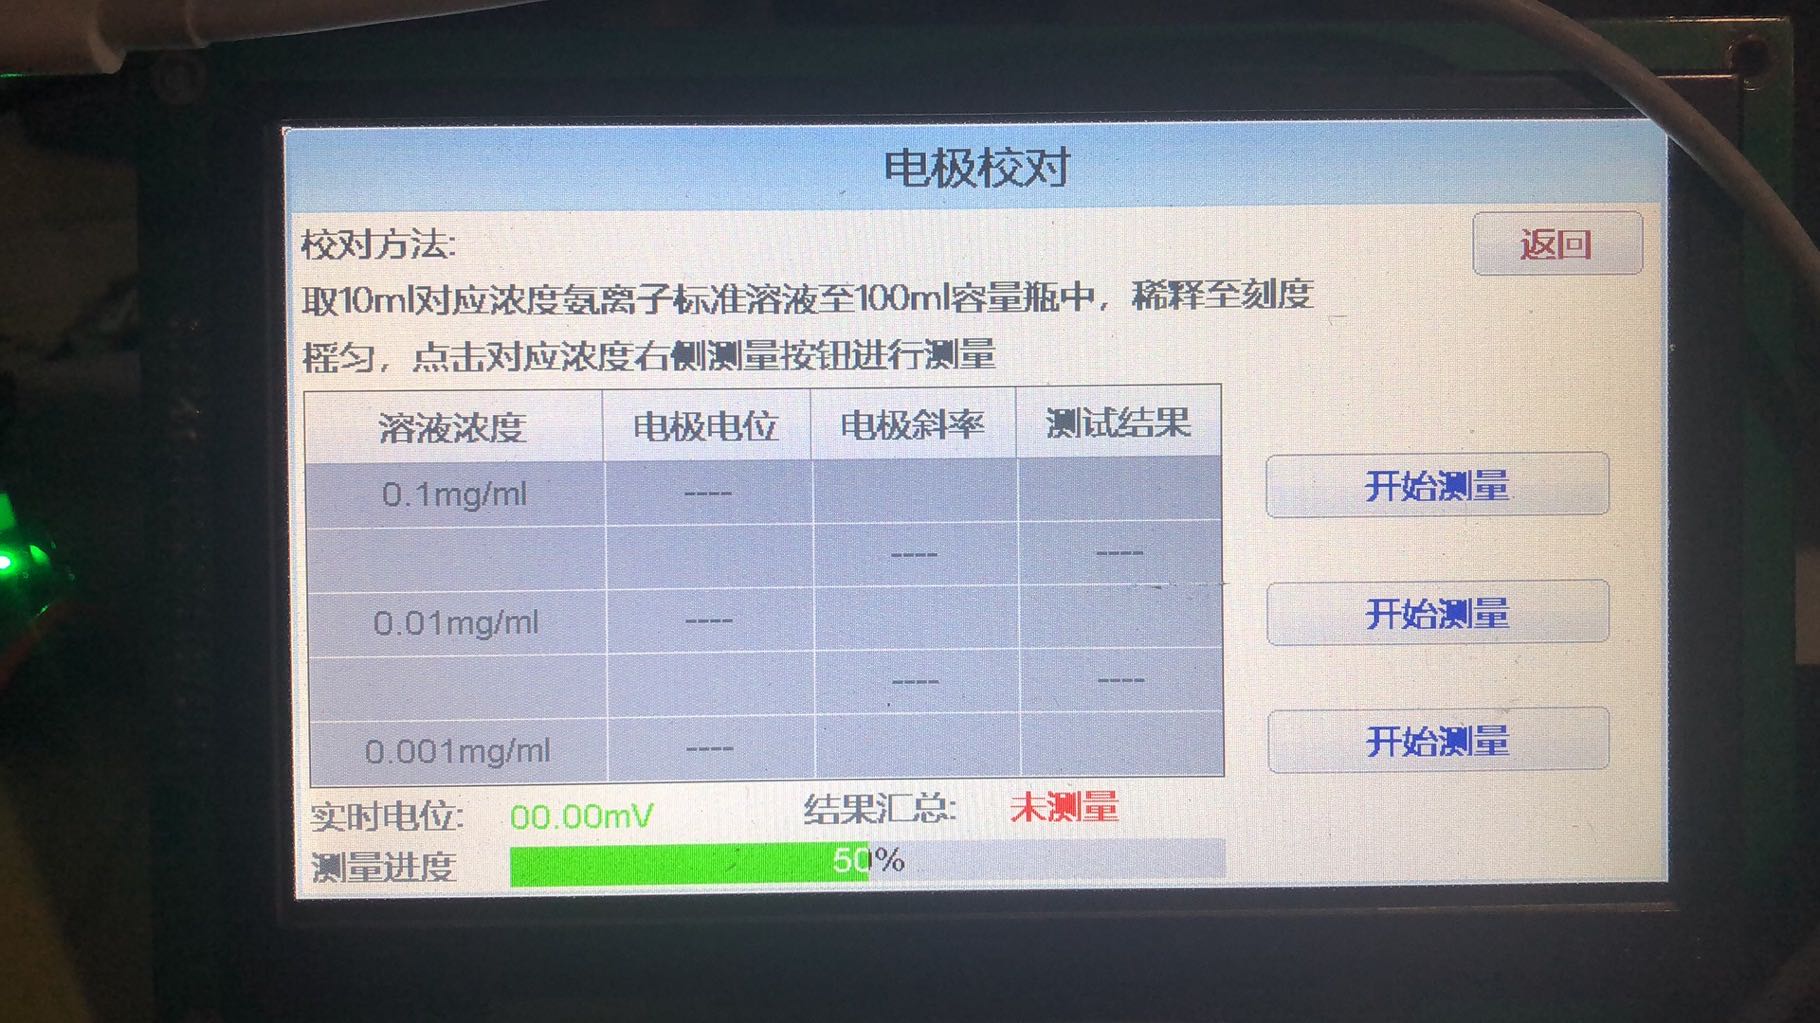 电极校对
返回
校对方法:
取10ml对应浓度氨离子标准溶液至100ml容量瓶中，稀释至刻度
摇匀，点击对应浓度右侧测量按钮进行测量
溶液浓度 电极电位 电极斜率 测试结果
0.1mg/ml ---- 开始测量
---- ----
0.01mg/ml ---- 开始测量
---- ----
0.001mg/ml ---- 开始测量
实时电位: 00.00mV 结果汇总: 未测量
测量进度 50%